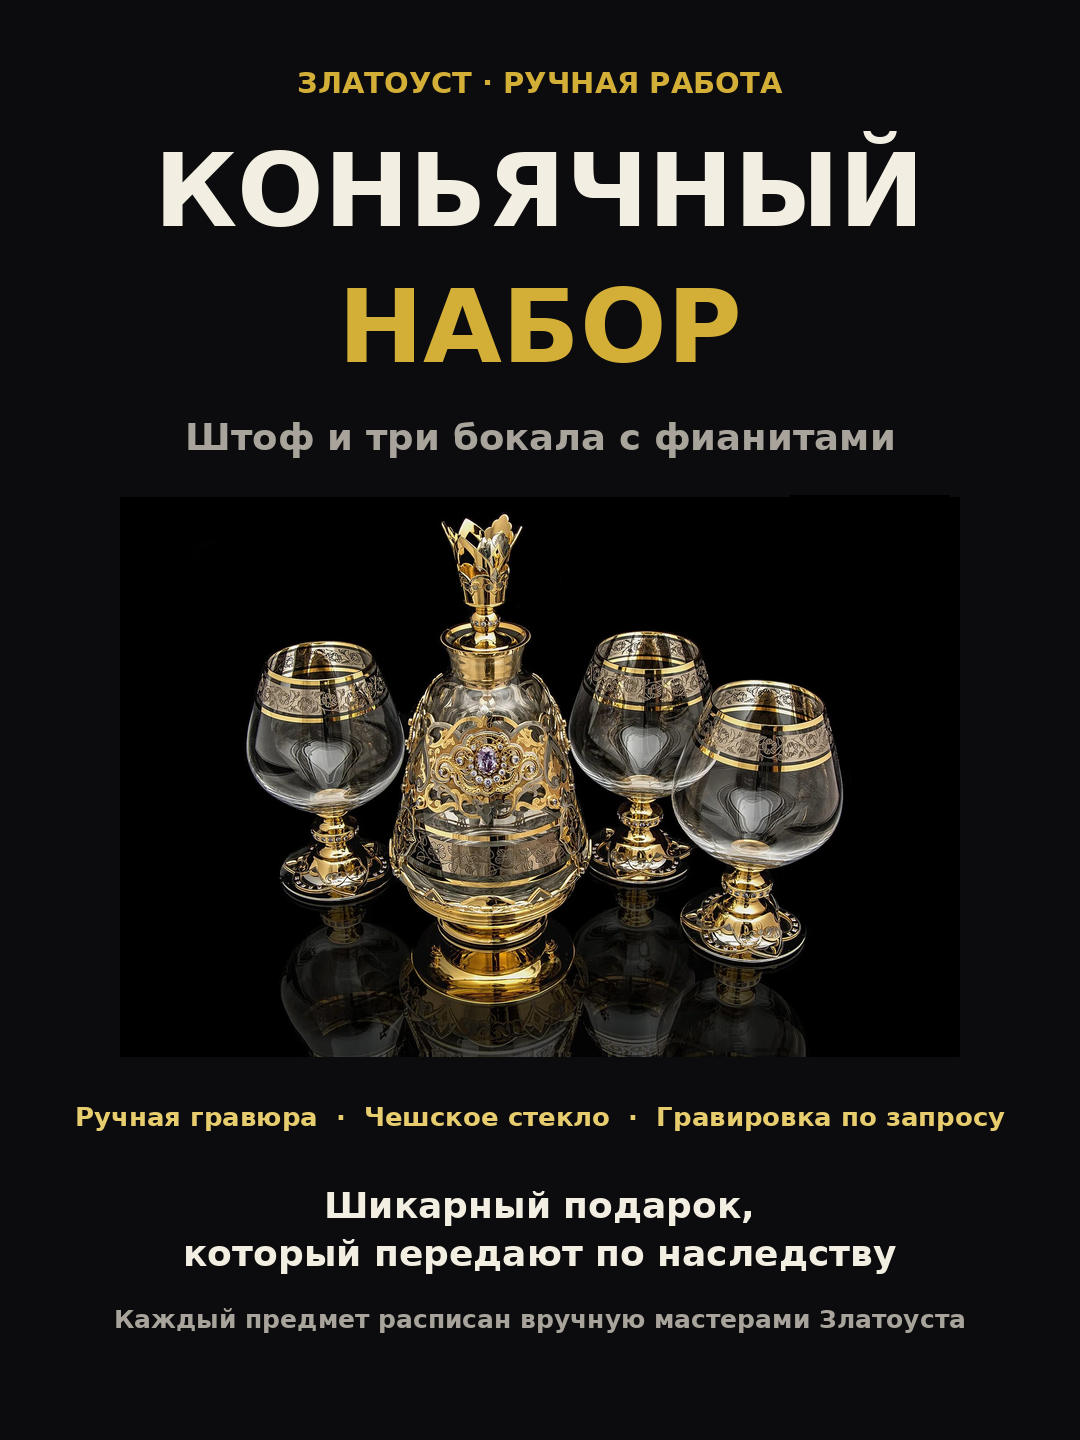 ЗЛАТОУСТ · РУЧНАЯ РАБОТА
КОНЬЯЧНЫЙ
НАБОР
Штоф и три бокала с фианитами
Ручная гравюра · Чешское стекло · Гравировка по запросу
Шикарный подарок,
который передают по наследству
Каждый предмет расписан вручную мастерами Златоуста